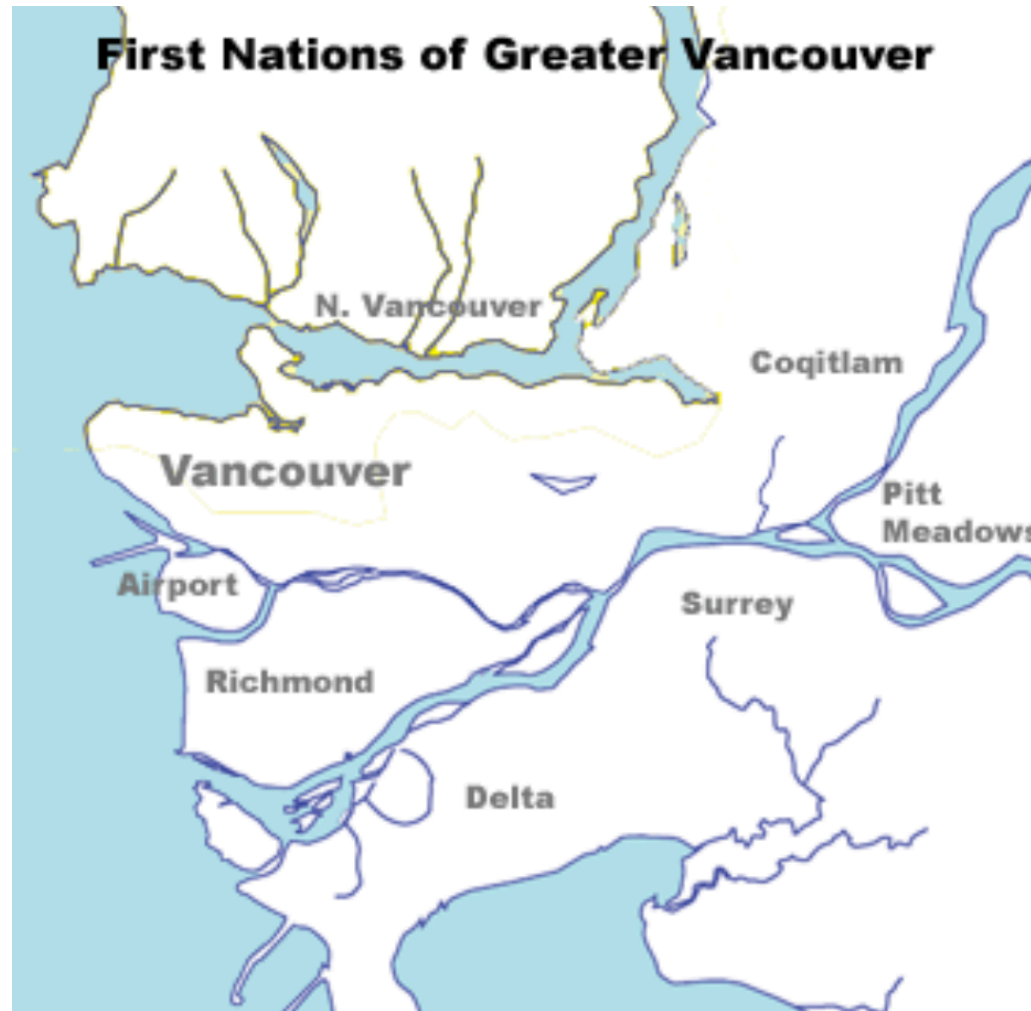 First Nations of Greater Vancouver
N. Vancouver
Coqitlam
Vancouver
Pitt
Meadows
Airport
Surrey
Richmond
Delta